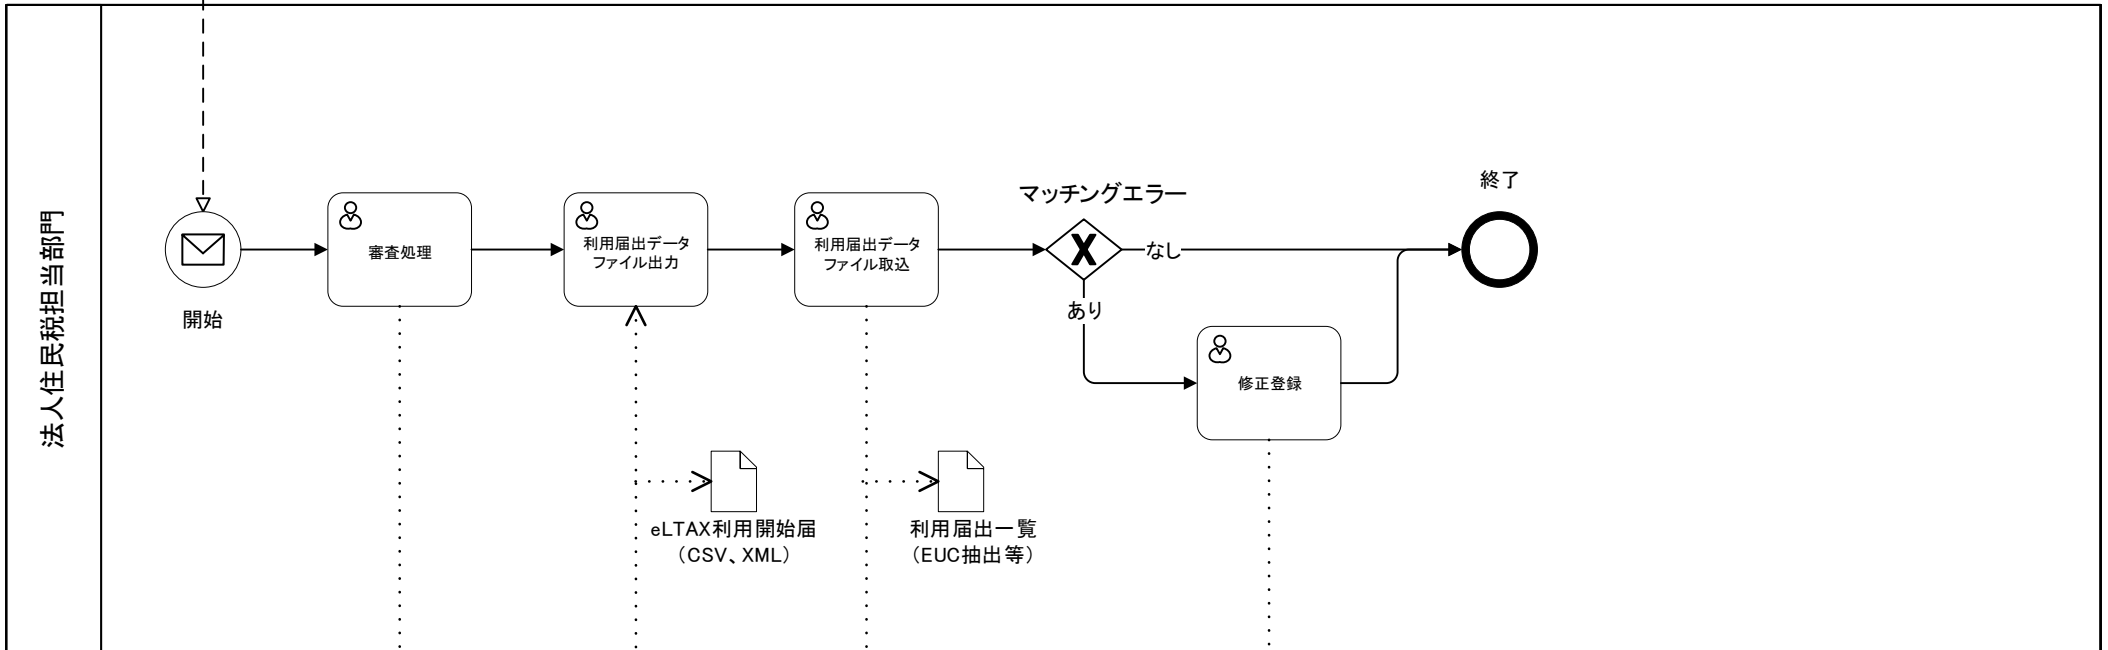 法人住民税担当部門
開始
審査処理
利用届出データ
ファイル出力
利用届出データ
ファイル取込
マッチングエラー
なし
あり
終了
修正登録
eLTAX利用開始届
（CSV、XML）
利用届出一覧
（EUC抽出等）